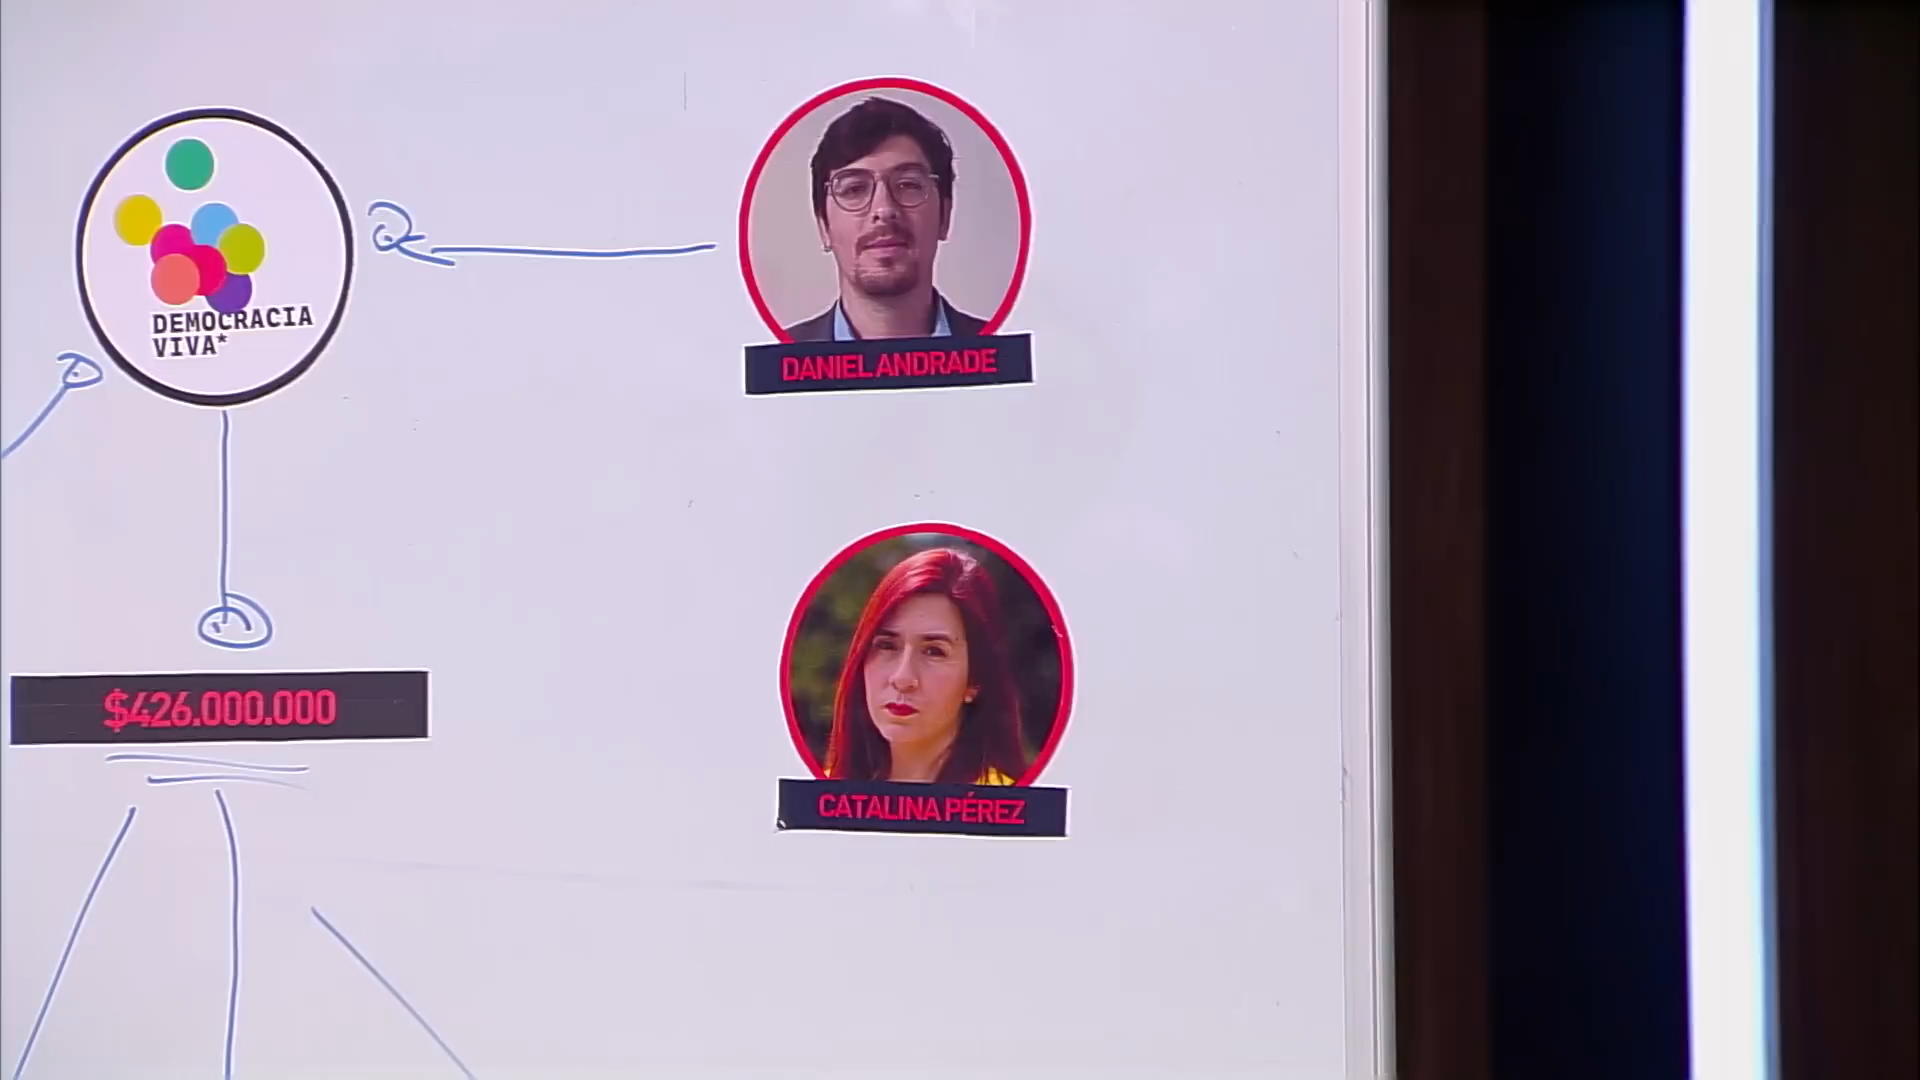 DEMOCRACIA
VIVA*
DANIEL ANDRADE
$426.000.000
CATALINA PÉREZ